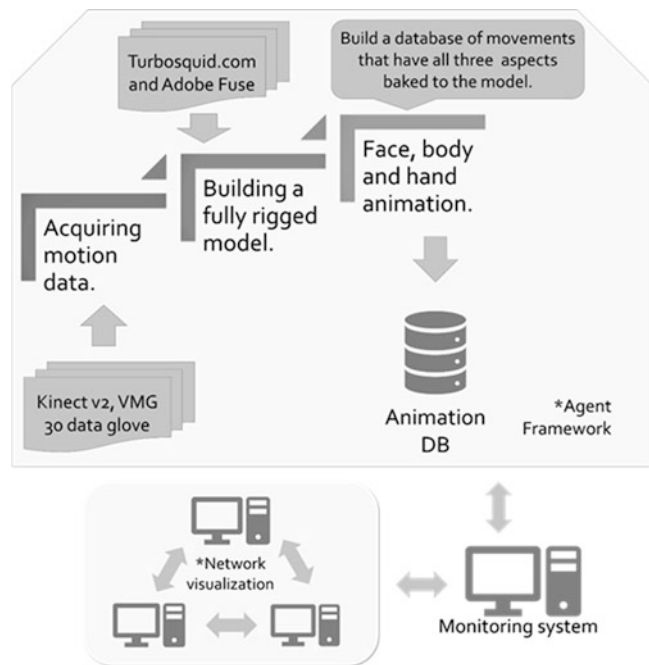 Turbosquid.com
and Adobe Fuse
Build a database of movements
that have all three aspects
baked to the model.
Acquiring
motion
data.
Building a
fully rigged
model.
Face, body
and hand
animation.
Kinect v2, VMG
30 data glove
Animation
DB
*Agent
Framework
*Network
visualization
Monitoring system